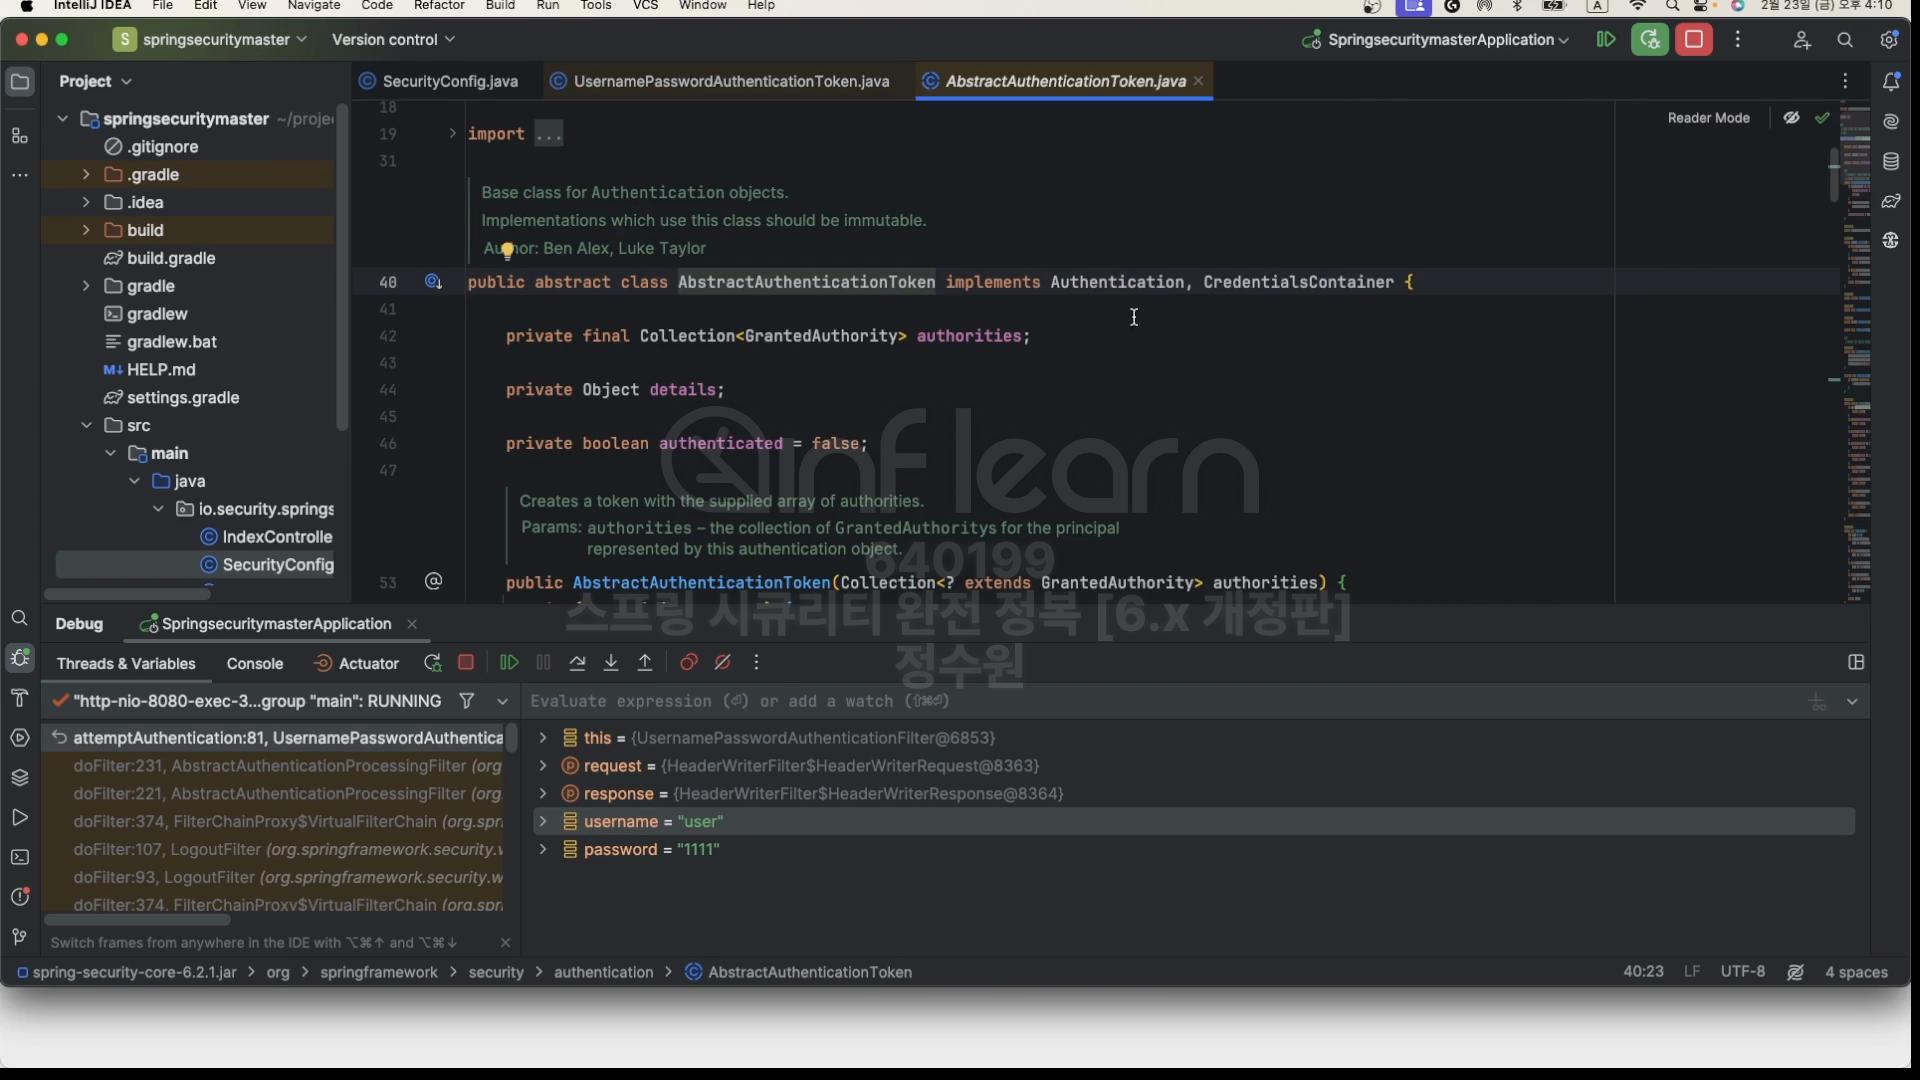 IntelliJ IDEA File Edit View Navigate Code Refactor Build Run Tools VCS Window Help
A
2월 23일 (금) 오후 4:10
S springsecuritymaster Version control SpringsecuritymasterApplication
Project SecurityConfig.java UsernamePasswordAuthenticationToken.java AbstractAuthenticationToken.java
Reader Mode
springsecuritymaster ~/proje
.gitignore
.gradle
.idea
build
build.gradle
gradle
gradlew
gradlew.bat
M↓ HELP.md
settings.gradle
src
main
java
io.security.springs
IndexControlle
SecurityConfig
18
19 import ...
31
Base class for Authentication objects.
Implementations which use this class should be immutable.
Author: Ben Alex, Luke Taylor
40 public abstract class AbstractAuthenticationToken implements Authentication, CredentialsContainer {
41
42 private final Collection<GrantedAuthority> authorities;
43
44 private Object details;
45
46 private boolean authenticated = false;
47
Creates a token with the supplied array of authorities.
Params: authorities – the collection of GrantedAuthoritys for the principal
represented by this authentication object.
53 @ public AbstractAuthenticationToken(Collection<? extends GrantedAuthority> authorities) {
inflearn
640199
스프링 시큐리티 완전 정복 [6.x 개정판]
정수원
Debug SpringsecuritymasterApplication
Threads & Variables Console Actuator
"http-nio-8080-exec-3...group "main": RUNNING
Evaluate expression (⏎) or add a watch (⇧⌘⏎)
attemptAuthentication:81, UsernamePasswordAuthentica
doFilter:231, AbstractAuthenticationProcessingFilter (org
doFilter:221, AbstractAuthenticationProcessingFilter (org
doFilter:374, FilterChainProxy$VirtualFilterChain (org.spri
doFilter:107, LogoutFilter (org.springframework.security.v
doFilter:93, LogoutFilter (org.springframework.security.w
doFilter:374, FilterChainProxy$VirtualFilterChain (org.spri
this = {UsernamePasswordAuthenticationFilter@6853}
request = {HeaderWriterFilter$HeaderWriterRequest@8363}
response = {HeaderWriterFilter$HeaderWriterResponse@8364}
username = "user"
password = "1111"
Switch frames from anywhere in the IDE with ⌥⌘↑ and ⌥⌘↓
spring-security-core-6.2.1.jar > org > springframework > security > authentication > AbstractAuthenticationToken
40:23 LF UTF-8 4 spaces